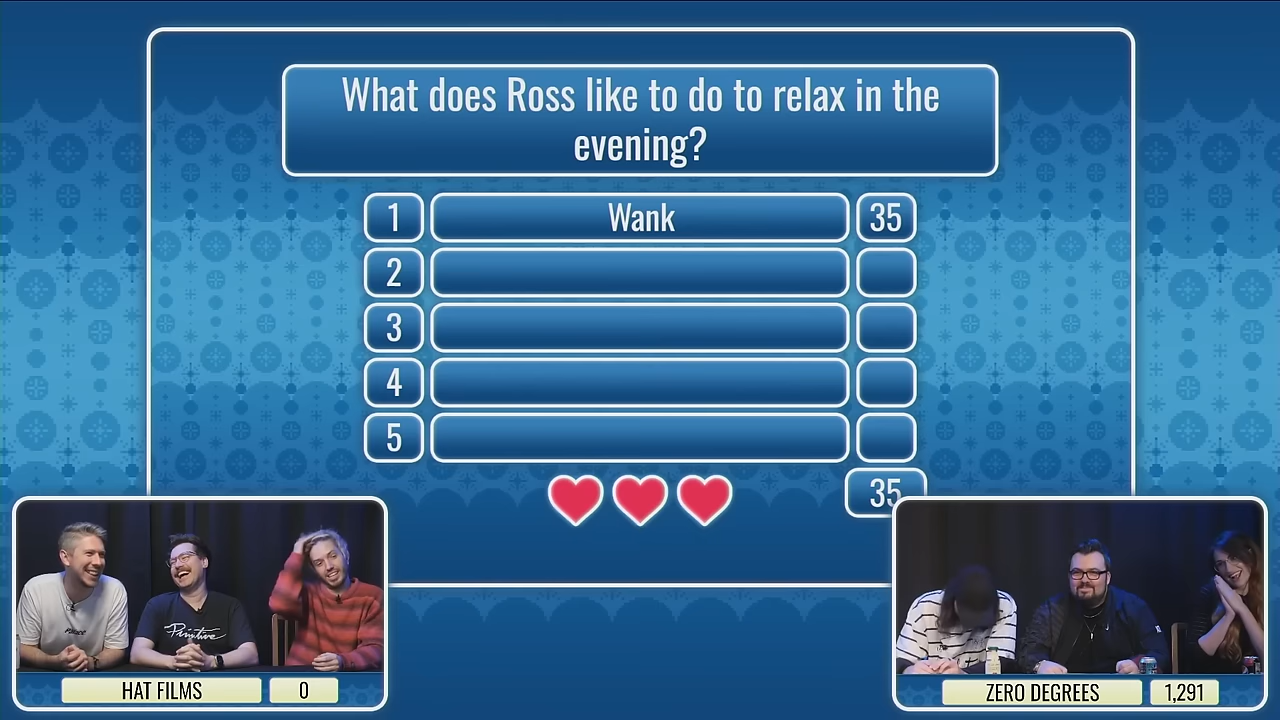 What does Ross like to do to relax in the
evening?
1 Wank 35
2
3
4
5
35
Primitive
HAT FILMS 0
ZERO DEGREES 1,291